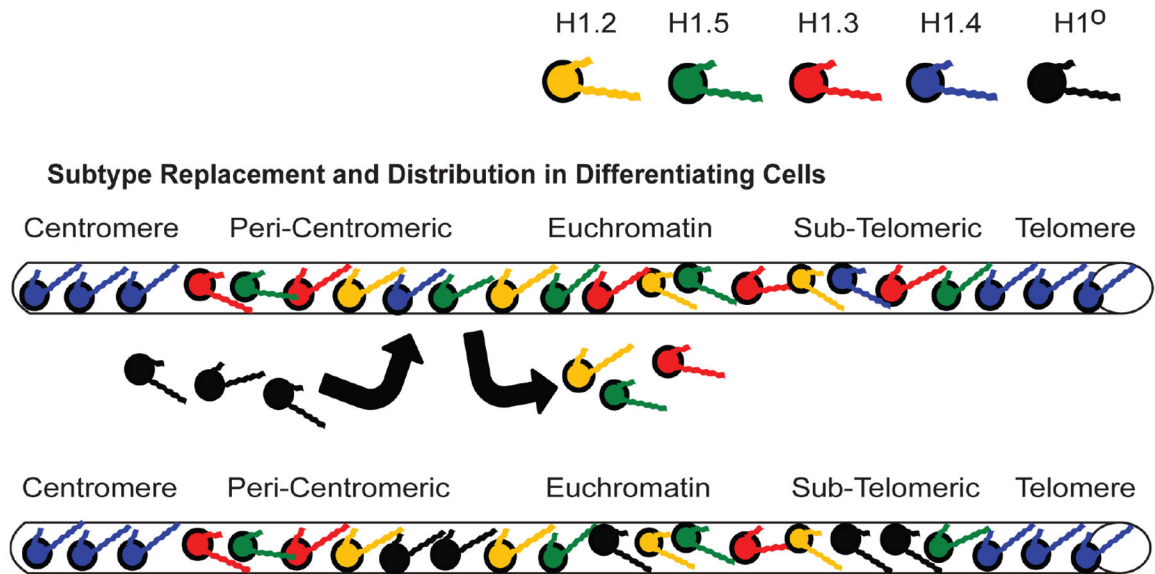 H1.2 H1.5 H1.3 H1.4 H1º
Subtype Replacement and Distribution in Differentiating Cells
Centromere Peri-Centromeric Euchromatin Sub-Telomeric Telomere
Centromere Peri-Centromeric Euchromatin Sub-Telomeric Telomere